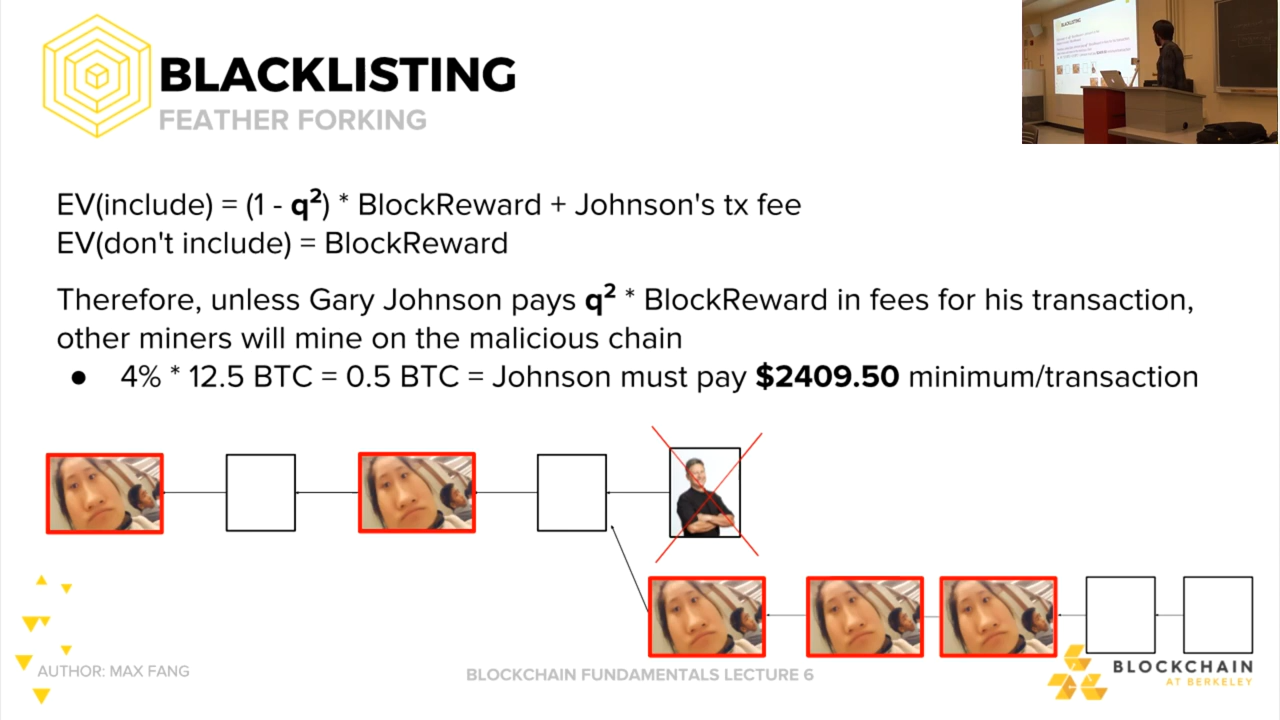 BLACKLISTING
FEATHER FORKING
EV(include) = (1 - q²) * BlockReward + Johnson's tx fee
EV(don't include) = BlockReward
Therefore, unless Gary Johnson pays q² * BlockReward in fees for his transaction,
other miners will mine on the malicious chain
● 4% * 12.5 BTC = 0.5 BTC = Johnson must pay $2409.50 minimum/transaction
AUTHOR: MAX FANG
BLOCKCHAIN FUNDAMENTALS LECTURE 6
BLOCKCHAIN
AT BERKELEY
BLACKLISTING